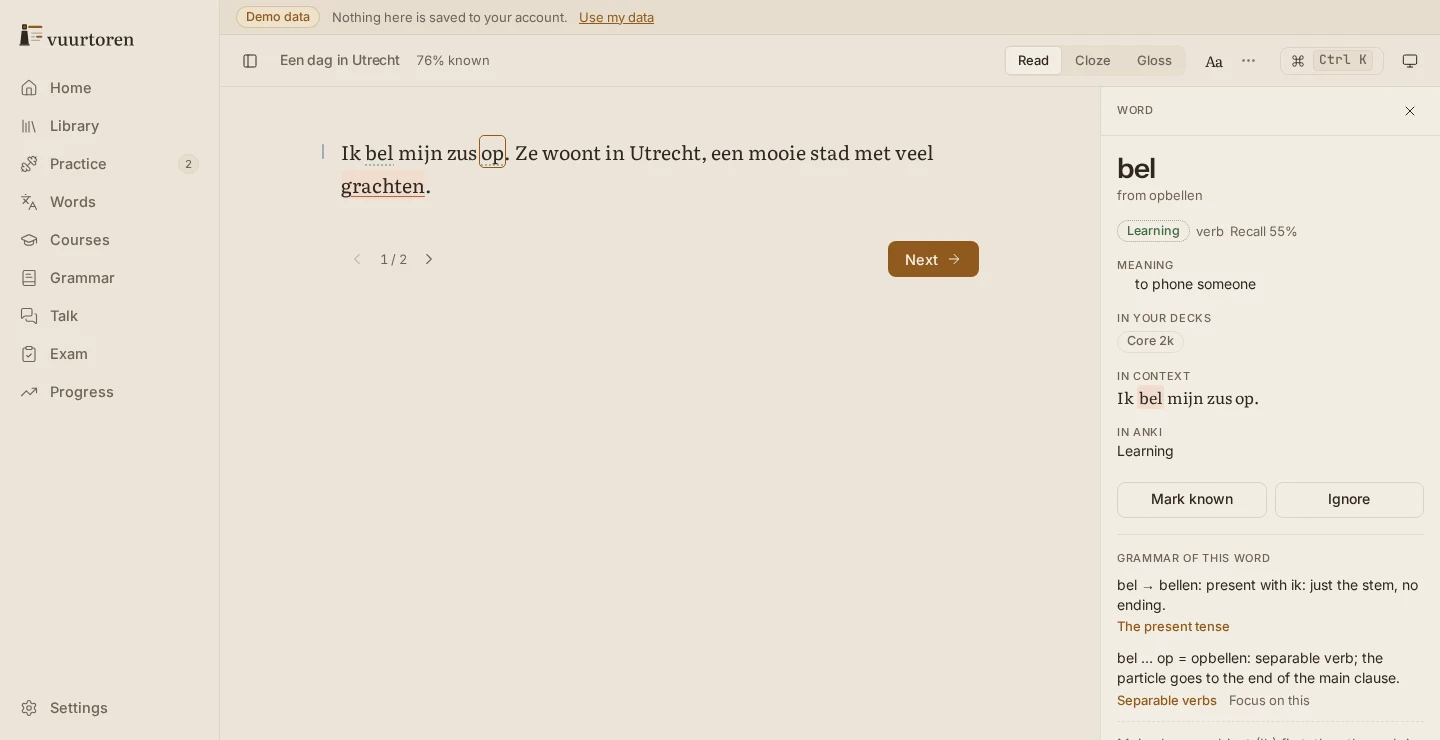 vuurtoren
Home
Library
Practice 2
Words
Courses
Grammar
Talk
Exam
Progress
Settings
Demo data Nothing here is saved to your account. Use my data
Een dag in Utrecht 76% known
Read Cloze Gloss Aa ··· ⌘ Ctrl K
Ik bel mijn zus op. Ze woont in Utrecht, een mooie stad met veel
grachten.
1 / 2
Next →
WORD
bel
from opbellen
Learning verb Recall 55%
MEANING
to phone someone
IN YOUR DECKS
Core 2k
IN CONTEXT
Ik bel mijn zus op.
IN ANKI
Learning
Mark known Ignore
GRAMMAR OF THIS WORD
bel → bellen: present with ik: just the stem, no
ending.
The present tense
bel … op = opbellen: separable verb; the
particle goes to the end of the main clause.
Separable verbs Focus on this